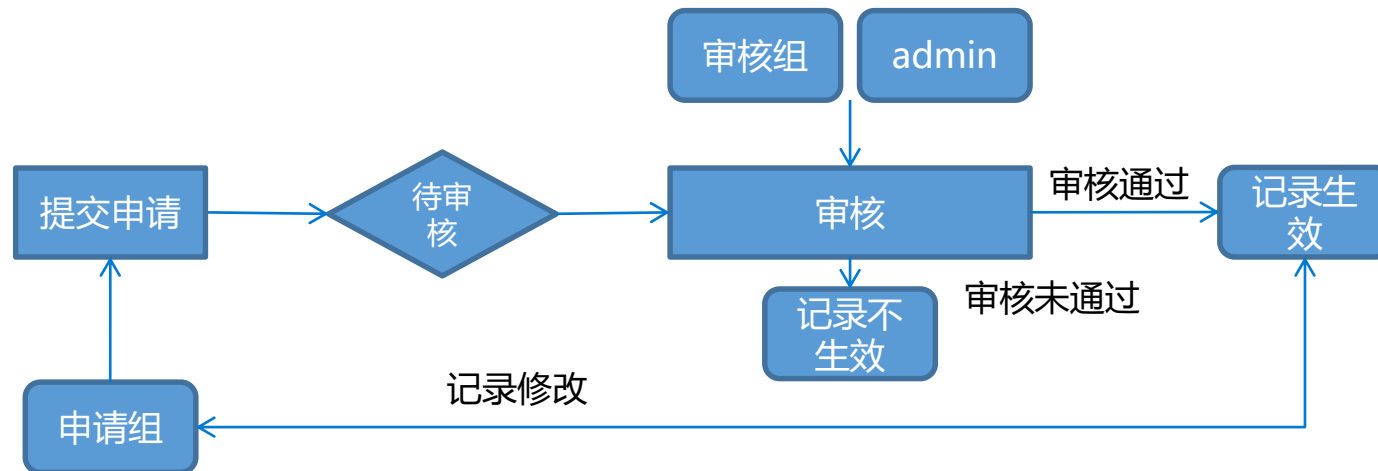 审核组
admin
提交申请
待审
核
审核
审核通过
记录生
效
记录不
生效
审核未通过
记录修改
申请组